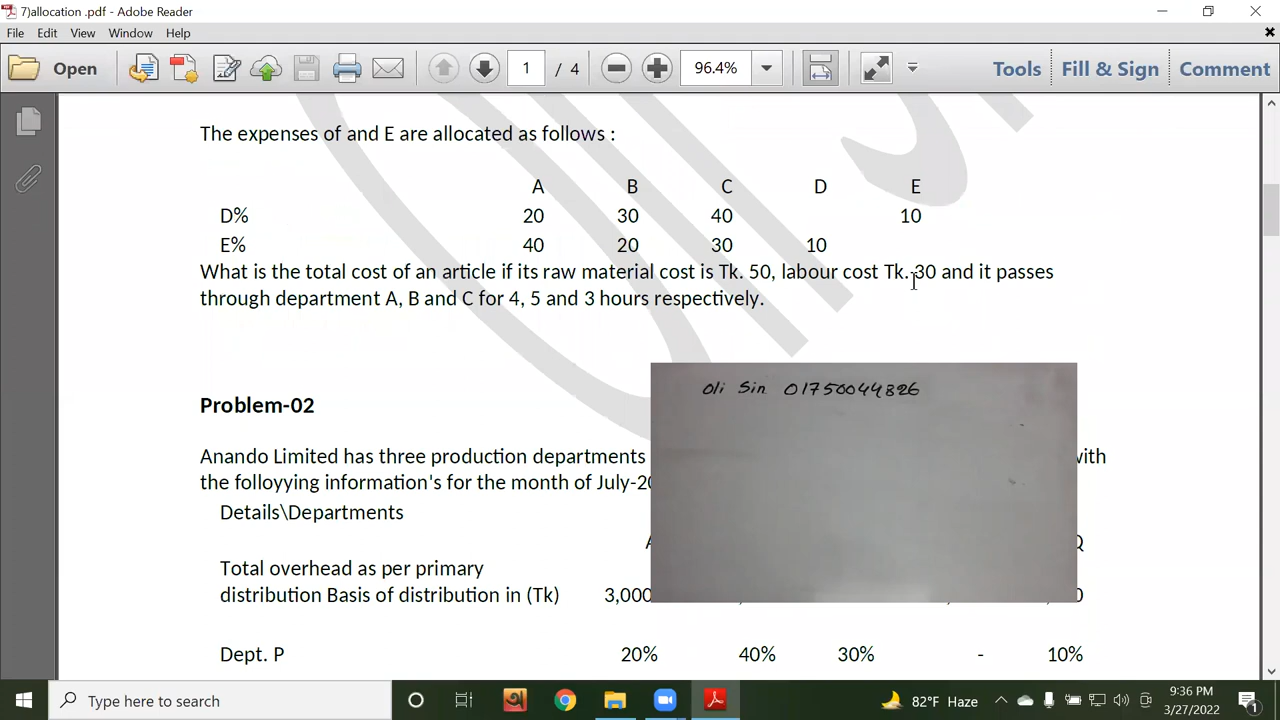 7)allocation .pdf - Adobe Reader
File Edit View Window Help
Open 1 / 4 96.4% Tools Fill & Sign Comment
The expenses of and E are allocated as follows :
A B C D E
D% 20 30 40 10
E% 40 20 30 10
What is the total cost of an article if its raw material cost is Tk. 50, labour cost Tk. 30 and it passes
through department A, B and C for 4, 5 and 3 hours respectively.
Oli Sin 01750044826
Problem-02
Anando Limited has three production departments with
the folloyying information's for the month of July-20
Details\Departments
A Q
Total overhead as per primary
distribution Basis of distribution in (Tk) 3,000
Dept. P 20% 40% 30% - 10%
Type here to search 82°F Haze 9:36 PM
3/27/2022